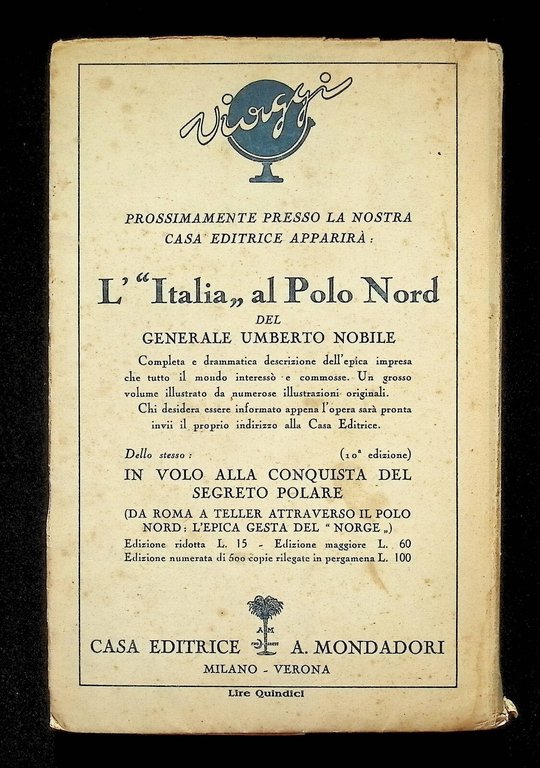 viaggi
PROSSIMAMENTE PRESSO LA NOSTRA
CASA EDITRICE APPARIRÀ:
L' “Italia„ al Polo Nord
DEL
GENERALE UMBERTO NOBILE
Completa e drammatica descrizione dell'epica impresa
che tutto il mondo interessò e commosse. Un grosso
volume illustrato da numerose illustrazioni originali.
Chi desidera essere informato appena l'opera sarà pronta
invii il proprio indirizzo alla Casa Editrice.
Dello stesso: (10ª edizione)
IN VOLO ALLA CONQUISTA DEL
SEGRETO POLARE
(DA ROMA A TELLER ATTRAVERSO IL POLO
NORD: L'EPICA GESTA DEL “ NORGE „)
Edizione ridotta L. 15 - Edizione maggiore L. 60
Edizione numerata di 500 copie rilegate in pergamena L. 100
A M
CASA EDITRICE A. MONDADORI
MILANO - VERONA
Lire Quindici